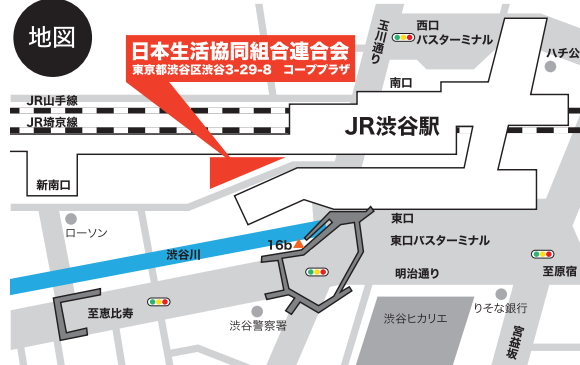 地図
日本生活協同組合連合会
東京都渋谷区渋谷3-29-8　コーププラザ
玉川通り
西口
バスターミナル
ハチ公
南口
JR山手線
JR埼京線
JR渋谷駅
新南口
ローソン
渋谷川
16b
東口
東口バスターミナル
明治通り
至原宿
至恵比寿
渋谷警察署
渋谷ヒカリエ
りそな銀行
宮益坂